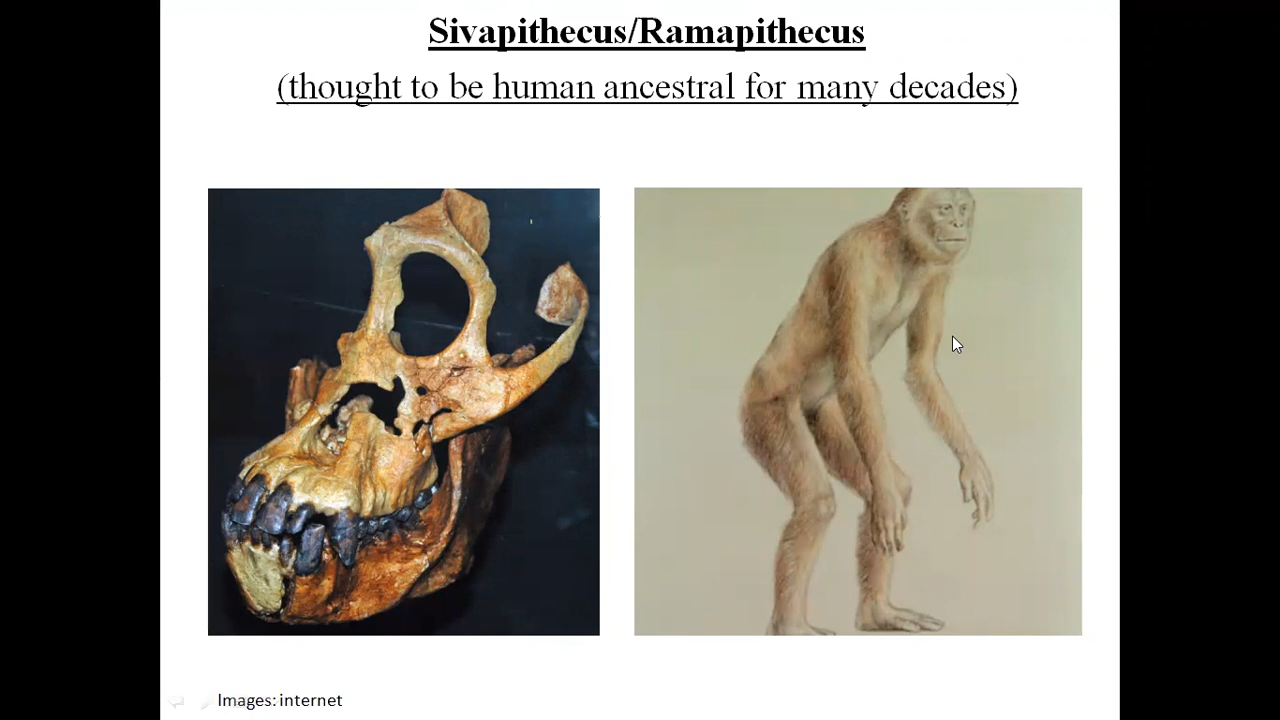 Sivapithecus/Ramapithecus
(thought to be human ancestral for many decades)
Images: internet